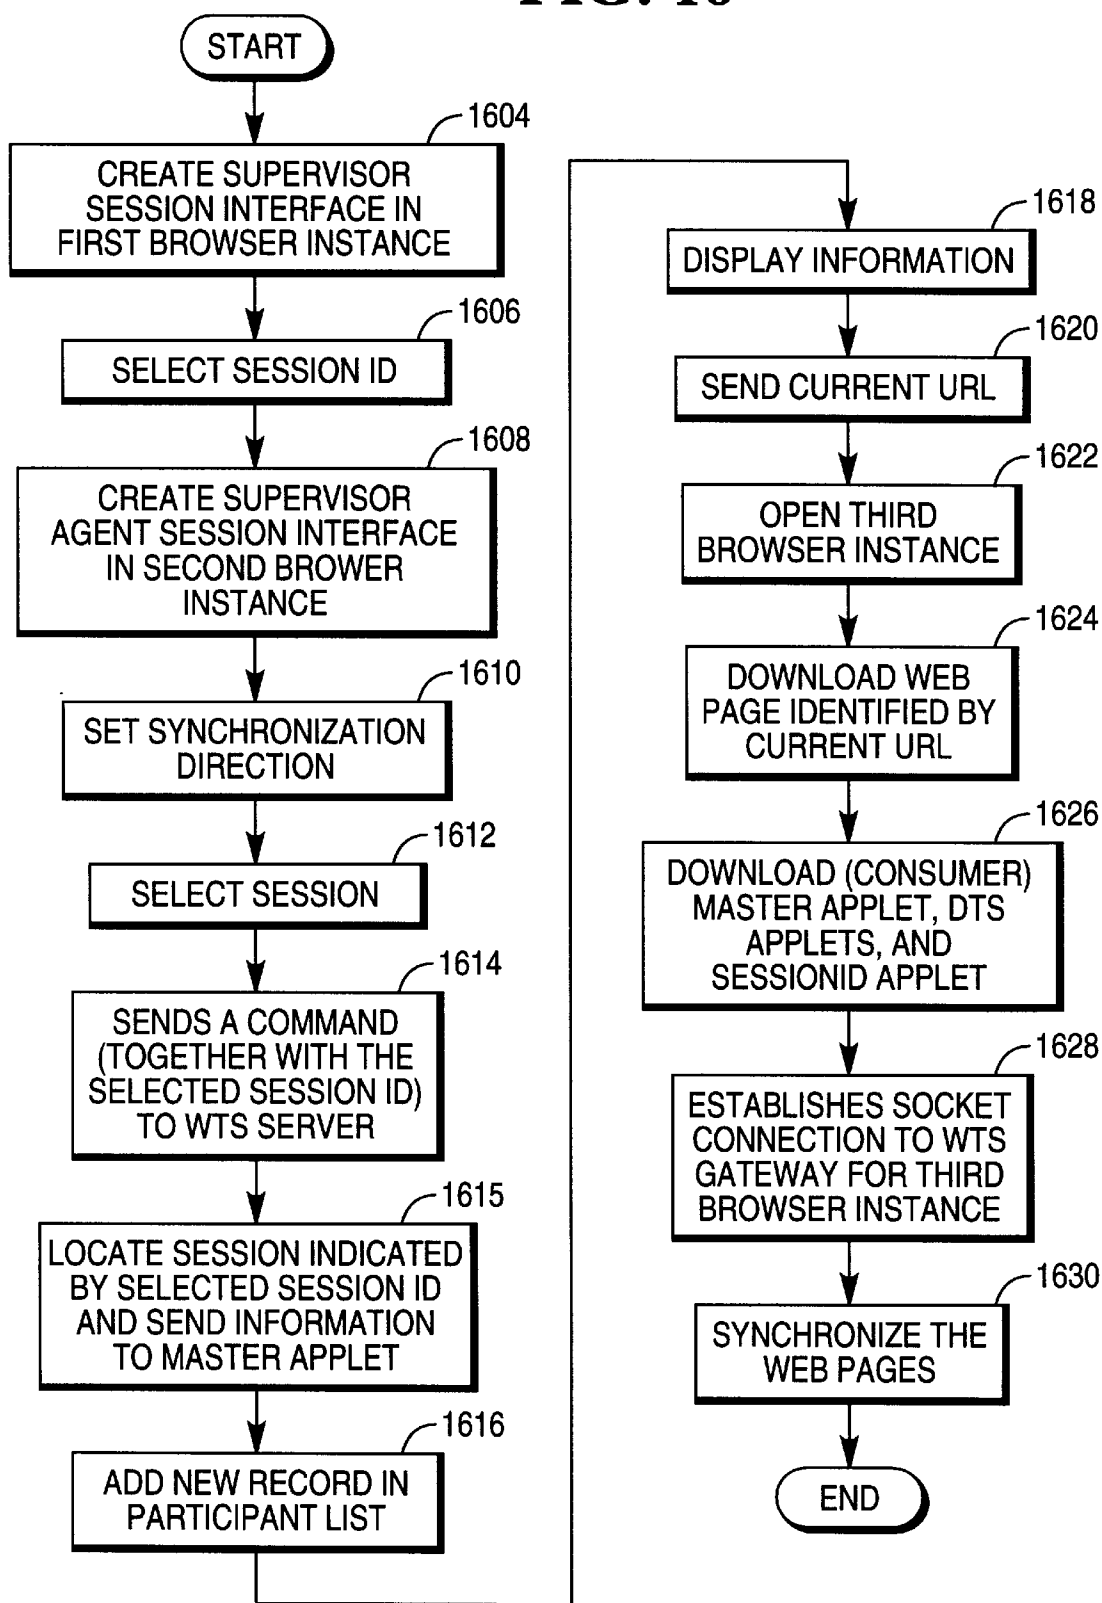 START
1604
CREATE SUPERVISOR
SESSION INTERFACE IN
FIRST BROWSER INSTANCE
1606
SELECT SESSION ID
1608
CREATE SUPERVISOR
AGENT SESSION INTERFACE
IN SECOND BROWER
INSTANCE
1610
SET SYNCHRONIZATION
DIRECTION
1612
SELECT SESSION
1614
SENDS A COMMAND
(TOGETHER WITH THE
SELECTED SESSION ID)
TO WTS SERVER
1615
LOCATE SESSION INDICATED
BY SELECTED SESSION ID
AND SEND INFORMATION
TO MASTER APPLET
1616
ADD NEW RECORD IN
PARTICIPANT LIST
1618
DISPLAY INFORMATION
1620
SEND CURRENT URL
1622
OPEN THIRD
BROWSER INSTANCE
1624
DOWNLOAD WEB
PAGE IDENTIFIED BY
CURRENT URL
1626
DOWNLOAD (CONSUMER)
MASTER APPLET, DTS
APPLETS, AND
SESSIONID APPLET
1628
ESTABLISHES SOCKET
CONNECTION TO WTS
GATEWAY FOR THIRD
BROWSER INSTANCE
1630
SYNCHRONIZE THE
WEB PAGES
END